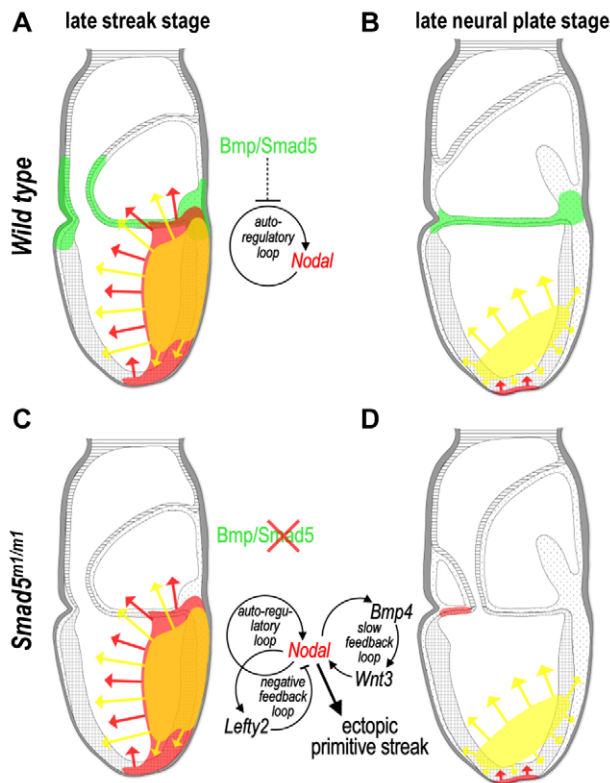 A
late streak stage
B
late neural plate stage
Wild type
Bmp/Smad5
auto-
regulatory
loop
Nodal
C
D
Smad5m1/m1
Bmp/Smad5
auto-regu-
latory
loop
Nodal
negative
feedback
loop
Lefty2
Bmp4
slow
feedback
loop
Wnt3
ectopic
primitive streak